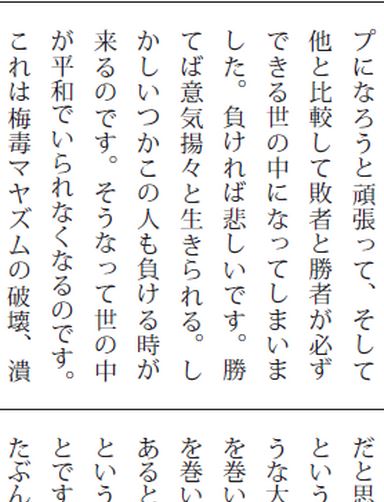 プになろうと頑張って、そして
他と比較して敗者と勝者が必ず
できる世の中になってしまいま
した。負ければ悲しいです。勝
てば意気揚々と生きられる。し
かしいつかこの人も負ける時が
来るのです。そうなって世の中
が平和でいられなくなるのです。
これは梅毒マヤズムの破壊、潰
だと思
という
うな大
を巻い
を巻い
あると
という
とです
たぶん